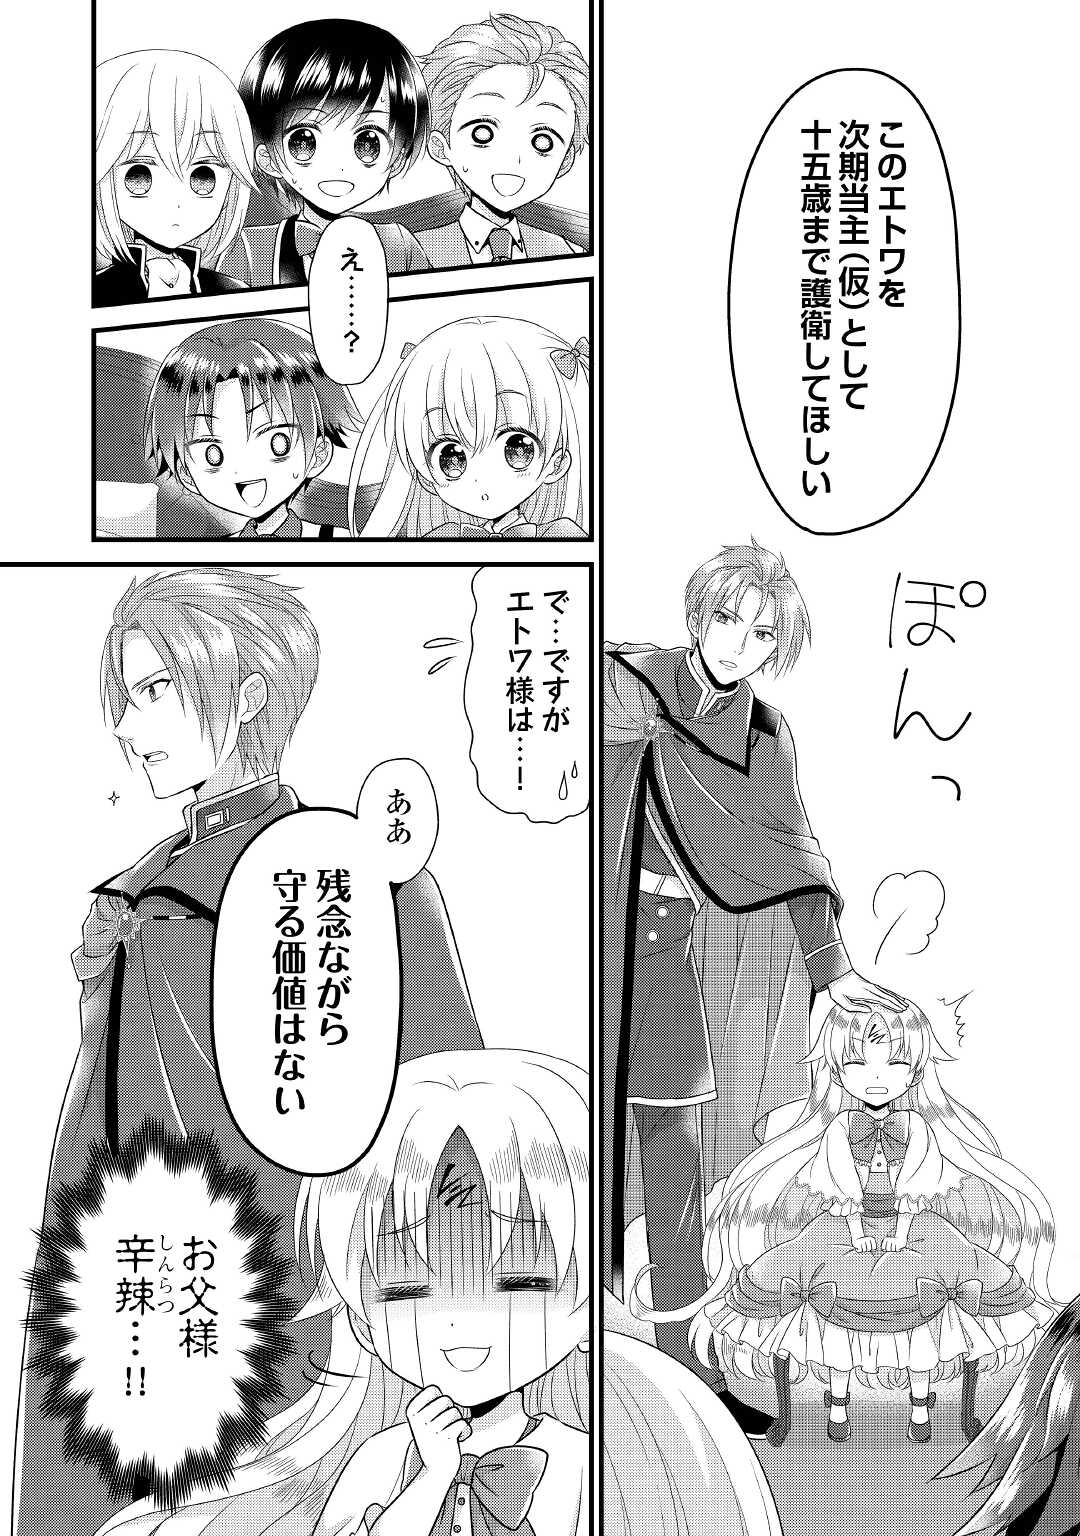 このエトワを
次期当主(仮)として
十五歳まで護衛してほしい
ぽんっ
え……?
で…ですが
エトワ様は…!
ああ
残念ながら
守る価値はない
お父様
辛辣…!!
しんらつ